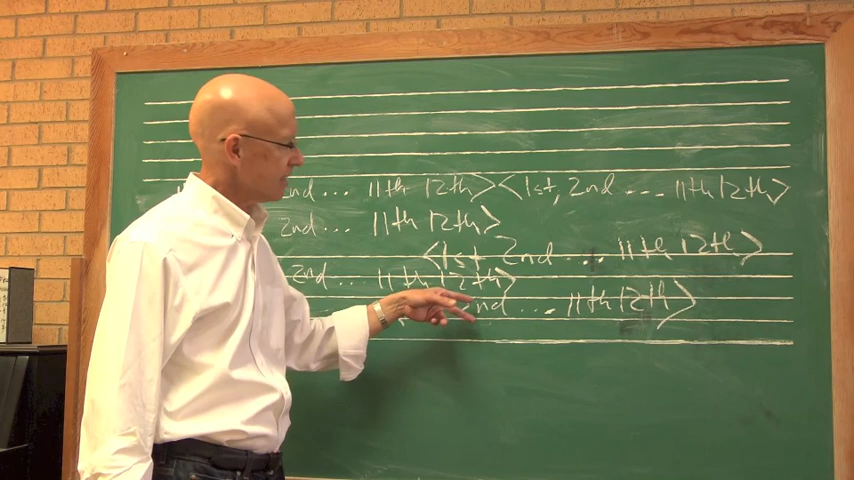 2nd... 11th 12th><1st, 2nd ... 11th 12th>
2nd... 11th 12th>
<1st 2nd ... 11th 12th>
2nd... 11th 12th>
nd... 11th 12th>